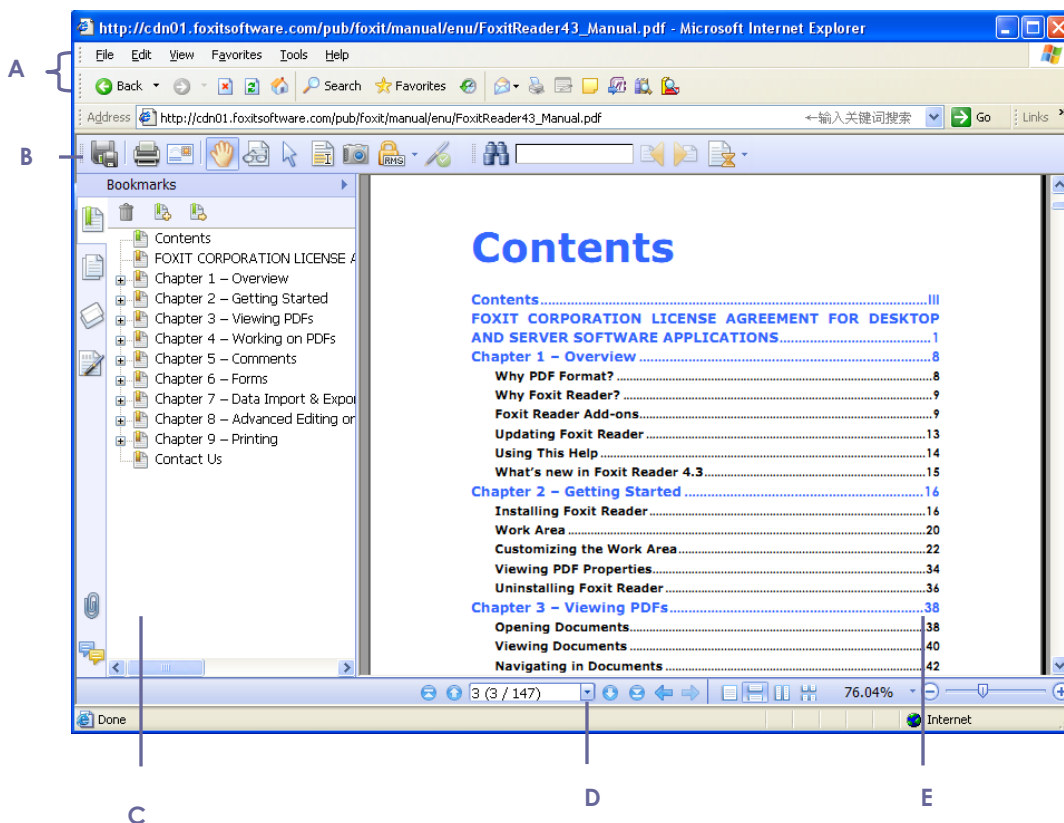 http://cdn01.foxitsoftware.com/pub/foxit/manual/enu/FoxitReader43_Manual.pdf - Microsoft Internet Explorer
File Edit View Favorites Tools Help
A
Back Search Favorites
Address http://cdn01.foxitsoftware.com/pub/foxit/manual/enu/FoxitReader43_Manual.pdf ←输入关键词搜索 Go Links
B
RMS
Bookmarks
Contents
FOXIT CORPORATION LICENSE A
Chapter 1 – Overview
Chapter 2 – Getting Started
Chapter 3 – Viewing PDFs
Chapter 4 – Working on PDFs
Chapter 5 – Comments
Chapter 6 – Forms
Chapter 7 – Data Import & Expo
Chapter 8 – Advanced Editing or
Chapter 9 – Printing
Contact Us
Contents
Contents...III
FOXIT CORPORATION LICENSE AGREEMENT FOR DESKTOP
AND SERVER SOFTWARE APPLICATIONS...1
Chapter 1 – Overview...8
Why PDF Format?...8
Why Foxit Reader?...9
Foxit Reader Add-ons...9
Updating Foxit Reader...13
Using This Help...14
What's new in Foxit Reader 4.3...15
Chapter 2 – Getting Started...16
Installing Foxit Reader...16
Work Area...20
Customizing the Work Area...22
Viewing PDF Properties...34
Uninstalling Foxit Reader...36
Chapter 3 – Viewing PDFs...38
Opening Documents...38
Viewing Documents...40
Navigating in Documents...42
3 (3 / 147) 76.04%
Done Internet
C
D
E